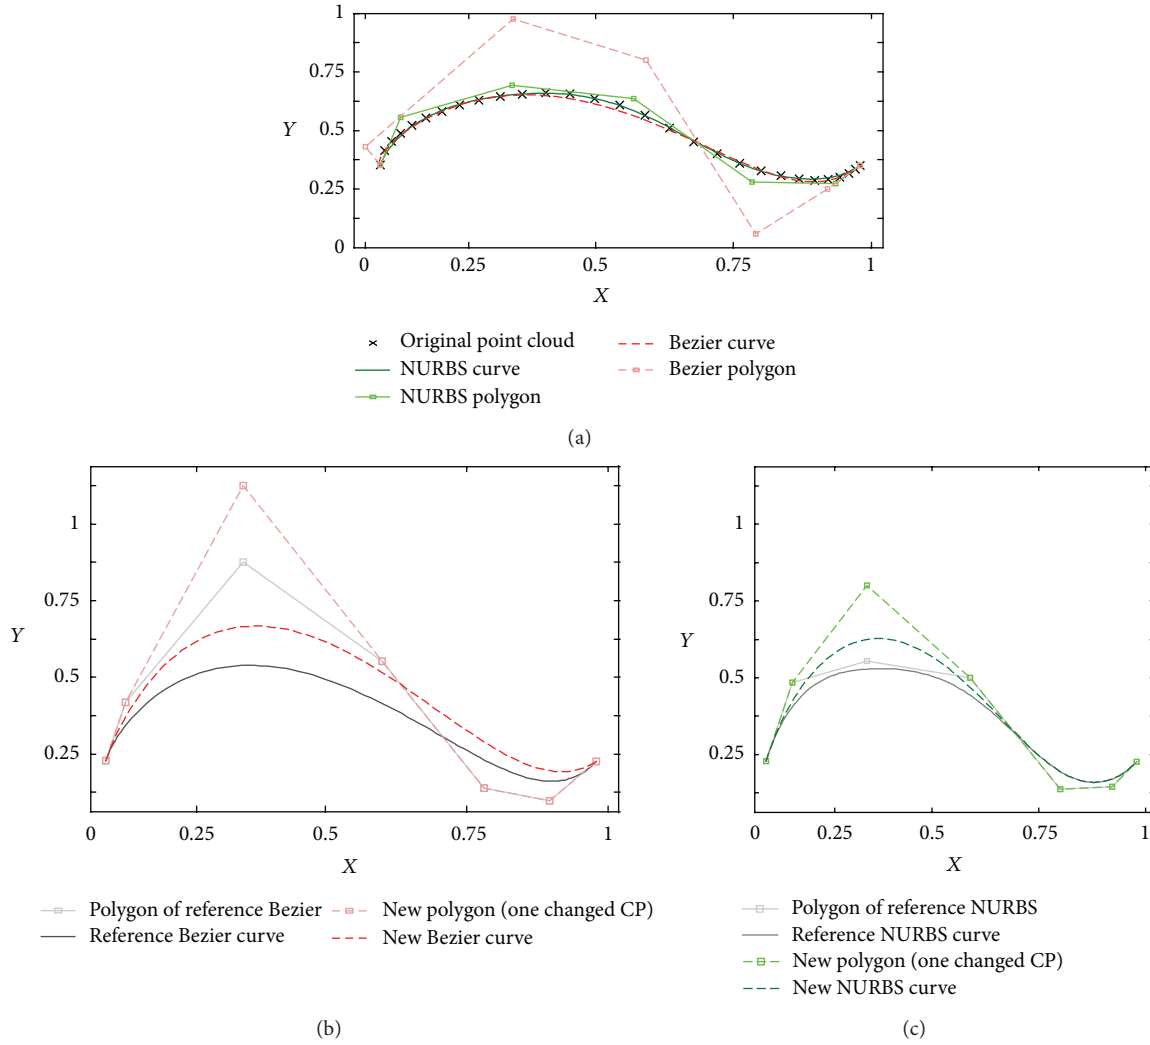 1
0.75
Y
0.5
0.25
0
0
0.25
0.5
0.75
1
X
Original point cloud
NURBS curve
NURBS polygon
Bezier curve
Bezier polygon
(a)
1
0.75
Y
0.5
0.25
0
0.25
0.5
0.75
1
X
Polygon of reference Bezier
Reference Bezier curve
New polygon (one changed CP)
New Bezier curve
(b)
1
0.75
Y
0.5
0.25
0
0.25
0.5
0.75
1
X
Polygon of reference NURBS
Reference NURBS curve
New polygon (one changed CP)
New NURBS curve
(c)